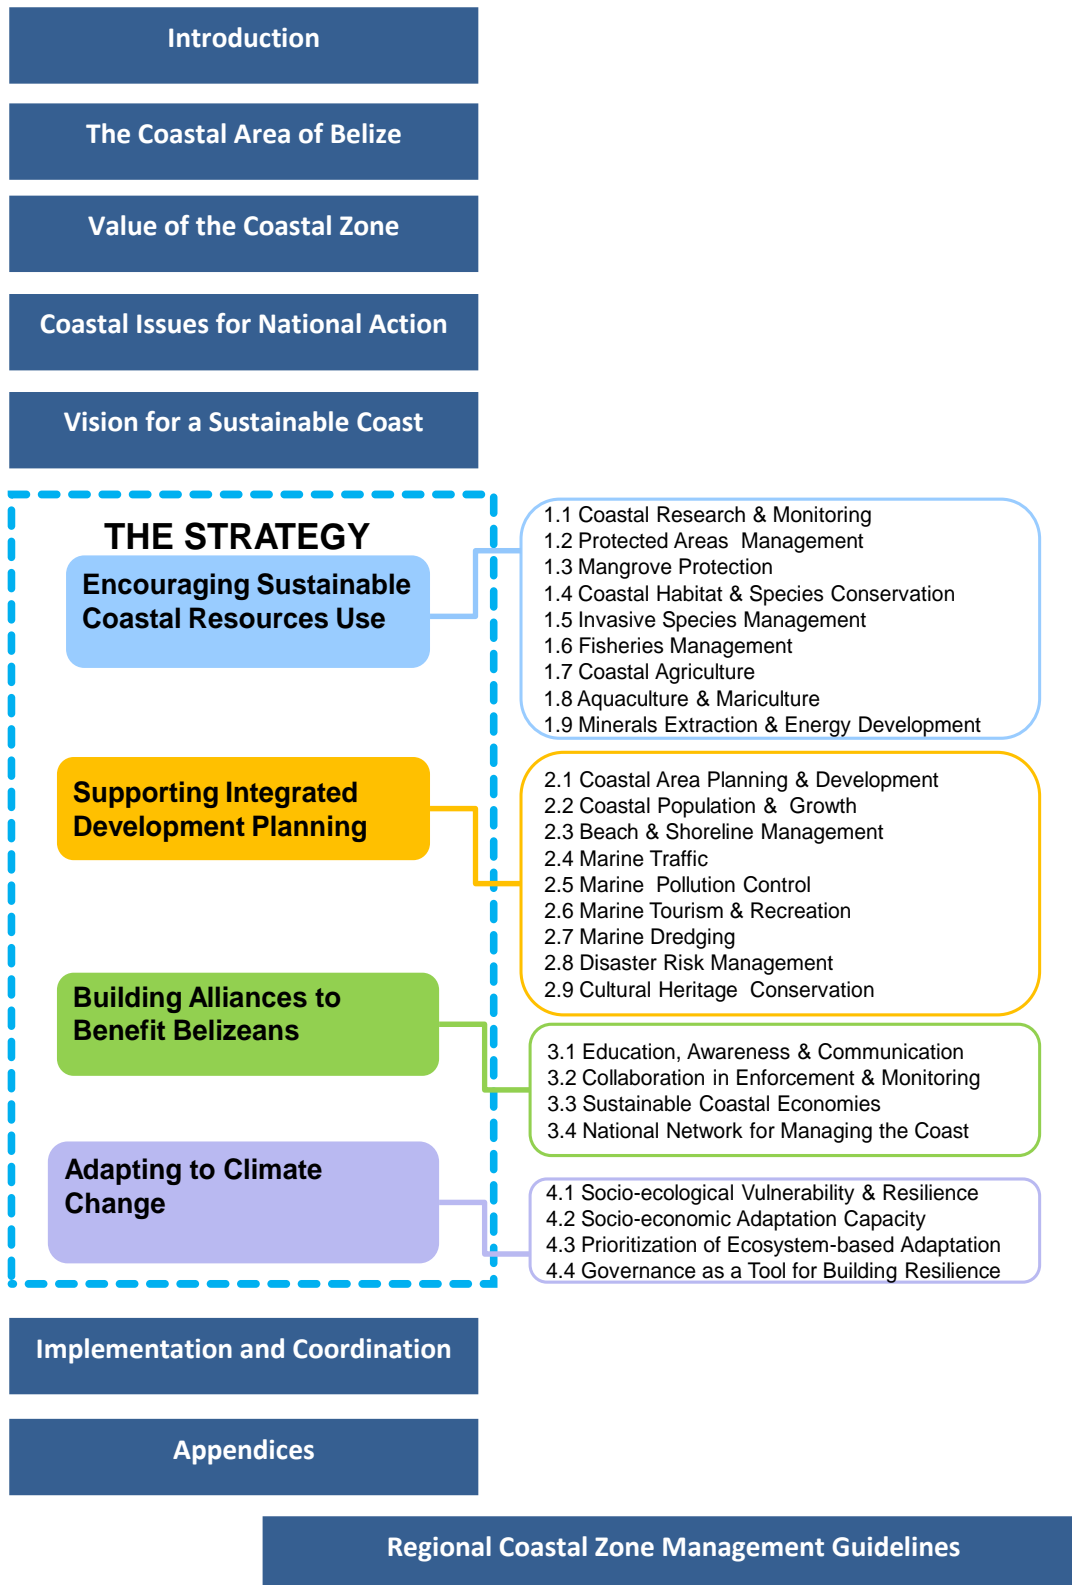 Introduction
The Coastal Area of Belize
Value of the Coastal Zone
Coastal Issues for National Action
Vision for a Sustainable Coast
THE STRATEGY
Encouraging Sustainable
Coastal Resources Use
1.1 Coastal Research & Monitoring
1.2 Protected Areas Management
1.3 Mangrove Protection
1.4 Coastal Habitat & Species Conservation
1.5 Invasive Species Management
1.6 Fisheries Management
1.7 Coastal Agriculture
1.8 Aquaculture & Mariculture
1.9 Minerals Extraction & Energy Development
Supporting Integrated
Development Planning
2.1 Coastal Area Planning & Development
2.2 Coastal Population & Growth
2.3 Beach & Shoreline Management
2.4 Marine Traffic
2.5 Marine Pollution Control
2.6 Marine Tourism & Recreation
2.7 Marine Dredging
2.8 Disaster Risk Management
2.9 Cultural Heritage Conservation
Building Alliances to
Benefit Belizeans
3.1 Education, Awareness & Communication
3.2 Collaboration in Enforcement & Monitoring
3.3 Sustainable Coastal Economies
3.4 National Network for Managing the Coast
Adapting to Climate
Change
4.1 Socio-ecological Vulnerability & Resilience
4.2 Socio-economic Adaptation Capacity
4.3 Prioritization of Ecosystem-based Adaptation
4.4 Governance as a Tool for Building Resilience
Implementation and Coordination
Appendices
Regional Coastal Zone Management Guidelines